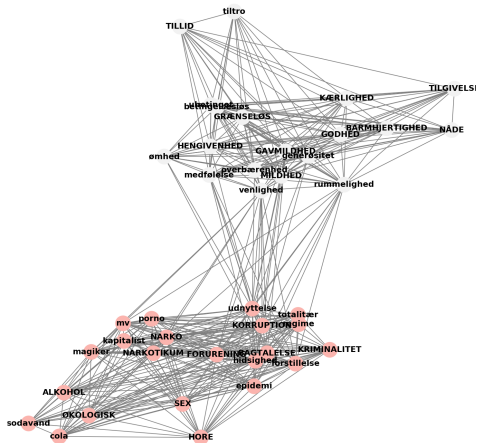 tiltro
TILLID
TILGIVELSE
KÆRLIGHED
betingelsesløs
GRÆNSELØS
BARMHJERTIGHED
NÅDE
GODHED
HENGIVENHED
GAVMILDHED
generøsitet
ømhed
overbærenhed
medfølelse
MILDHED
rummelighed
venlighed
udnyttelse
totalitær
regime
porno
mv
KORRUPTION
NARKO
kapitalist
KRIMINALITET
magiker
NARKOTIKUM
FORURENING
BAGTALELSE
hidsighed
forstillelse
epidemi
ALKOHOL
SEX
ØKOLOGISK
sodavand
cola
HORE